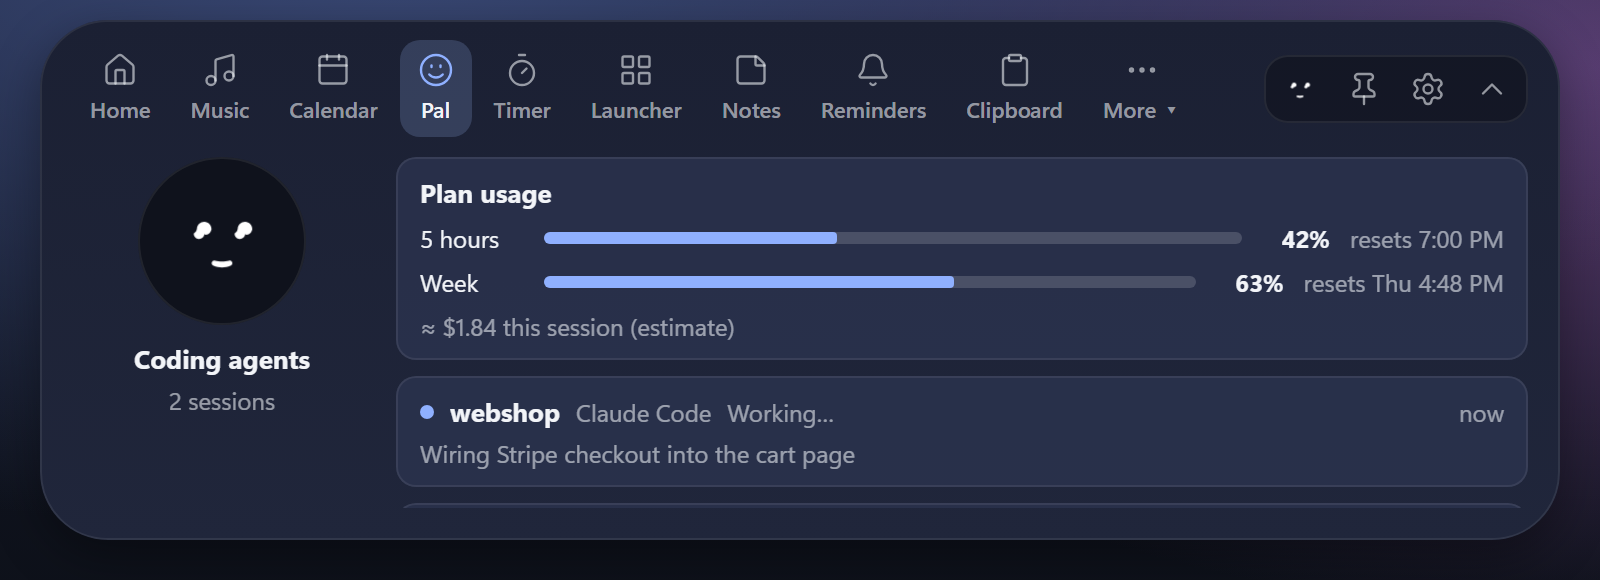 Home Music Calendar Pal Timer Launcher Notes Reminders Clipboard More
Coding agents
2 sessions
Plan usage
5 hours 42% resets 7:00 PM
Week 63% resets Thu 4:48 PM
≈ $1.84 this session (estimate)
webshop Claude Code Working... now
Wiring Stripe checkout into the cart page